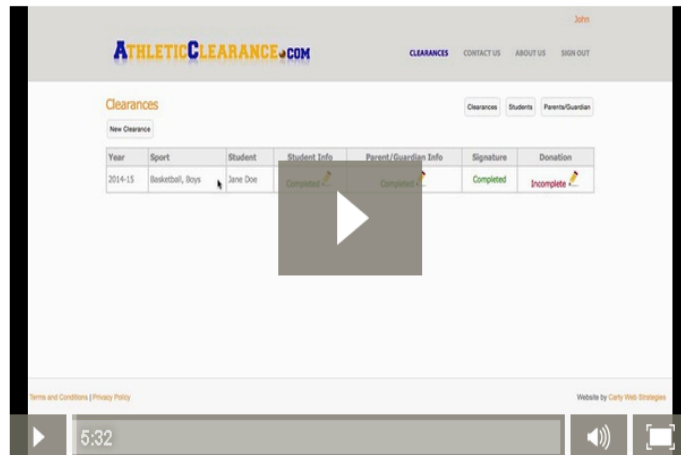 John
ATHLETICCLEARANCE.COM CLEARANCES CONTACT US ABOUT US SIGN OUT
Clearances Clearances Students Parents/Guardian
New Clearance
Year Sport Student Student Info Parent/Guardian Info Signature Donation
2014-15 Basketball, Boys Jane Doe Completed Completed Completed Incomplete
Terms and Conditions | Privacy Policy Website by Carty Web Strategies
5:32